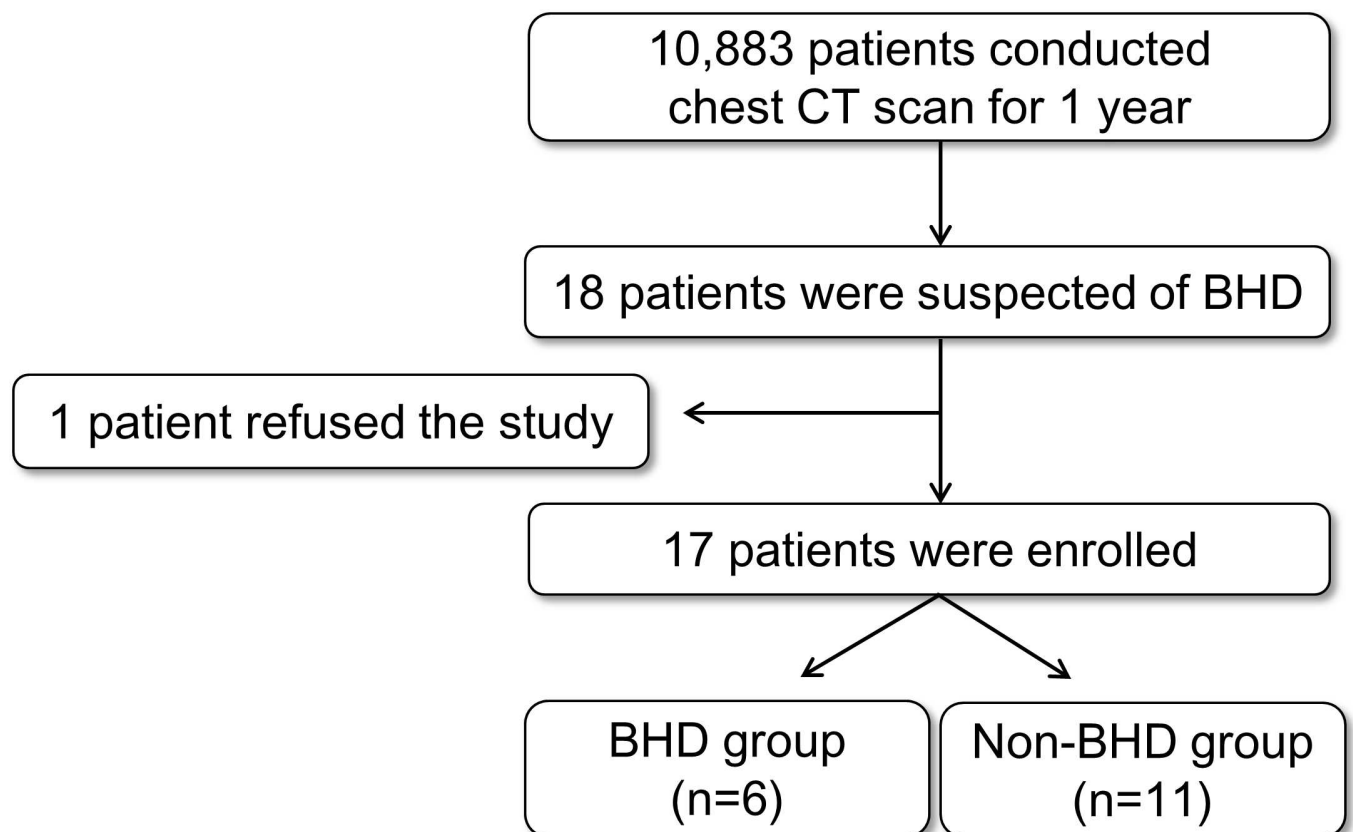 10,883 patients conducted
chest CT scan for 1 year
18 patients were suspected of BHD
1 patient refused the study
17 patients were enrolled
BHD group
(n=6)
Non-BHD group
(n=11)